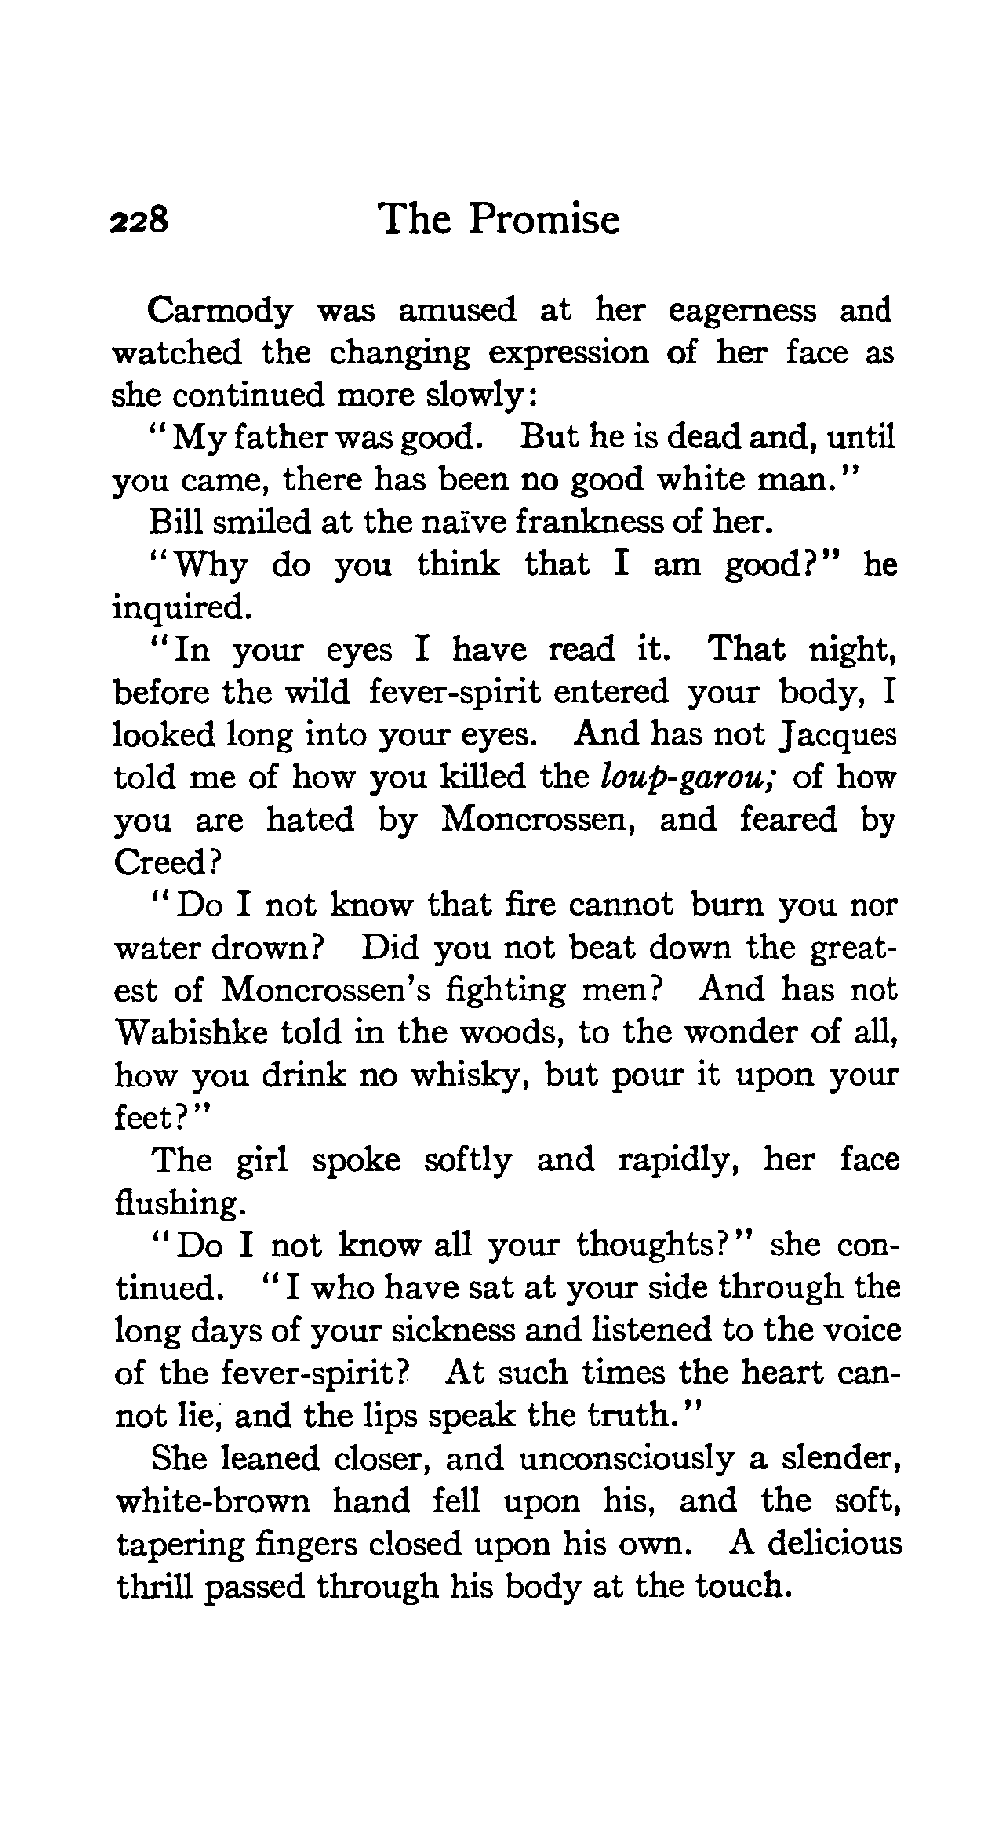 228 The Promise
Carmody was amused at her eagerness and
watched the changing expression of her face as
she continued more slowly:
"My father was good. But he is dead and, until
you came, there has been no good white man."
Bill smiled at the naïve frankness of her.
"Why do you think that I am good?" he
inquired.
"In your eyes I have read it. That night,
before the wild fever-spirit entered your body, I
looked long into your eyes. And has not Jacques
told me of how you killed the loup-garou; of how
you are hated by Moncrossen, and feared by
Creed?
"Do I not know that fire cannot burn you nor
water drown? Did you not beat down the great-
est of Moncrossen's fighting men? And has not
Wabishke told in the woods, to the wonder of all,
how you drink no whisky, but pour it upon your
feet?"
The girl spoke softly and rapidly, her face
flushing.
"Do I not know all your thoughts?" she con-
tinued. "I who have sat at your side through the
long days of your sickness and listened to the voice
of the fever-spirit? At such times the heart can-
not lie, and the lips speak the truth."
She leaned closer, and unconsciously a slender,
white-brown hand fell upon his, and the soft,
tapering fingers closed upon his own. A delicious
thrill passed through his body at the touch.